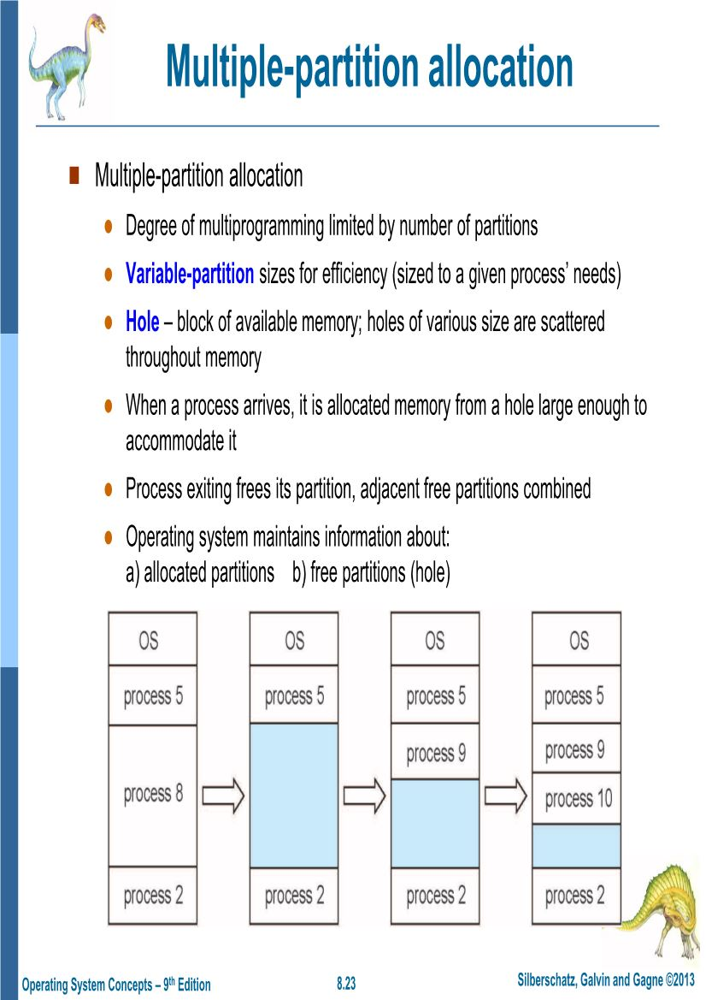 Multiple-partition allocation
Multiple-partition allocation
Degree of multiprogramming limited by number of partitions
Variable-partition sizes for efficiency (sized to a given process’ needs)
Hole – block of available memory; holes of various size are scattered
throughout memory
When a process arrives, it is allocated memory from a hole large enough to
accommodate it
Process exiting frees its partition, adjacent free partitions combined
Operating system maintains information about:
a) allocated partitions b) free partitions (hole)
OS
process 5
process 8
process 2
OS
process 5
process 2
OS
process 5
process 9
process 2
OS
process 5
process 9
process 10
process 2
Operating System Concepts – 9th Edition
8.23
Silberschatz, Galvin and Gagne ©2013